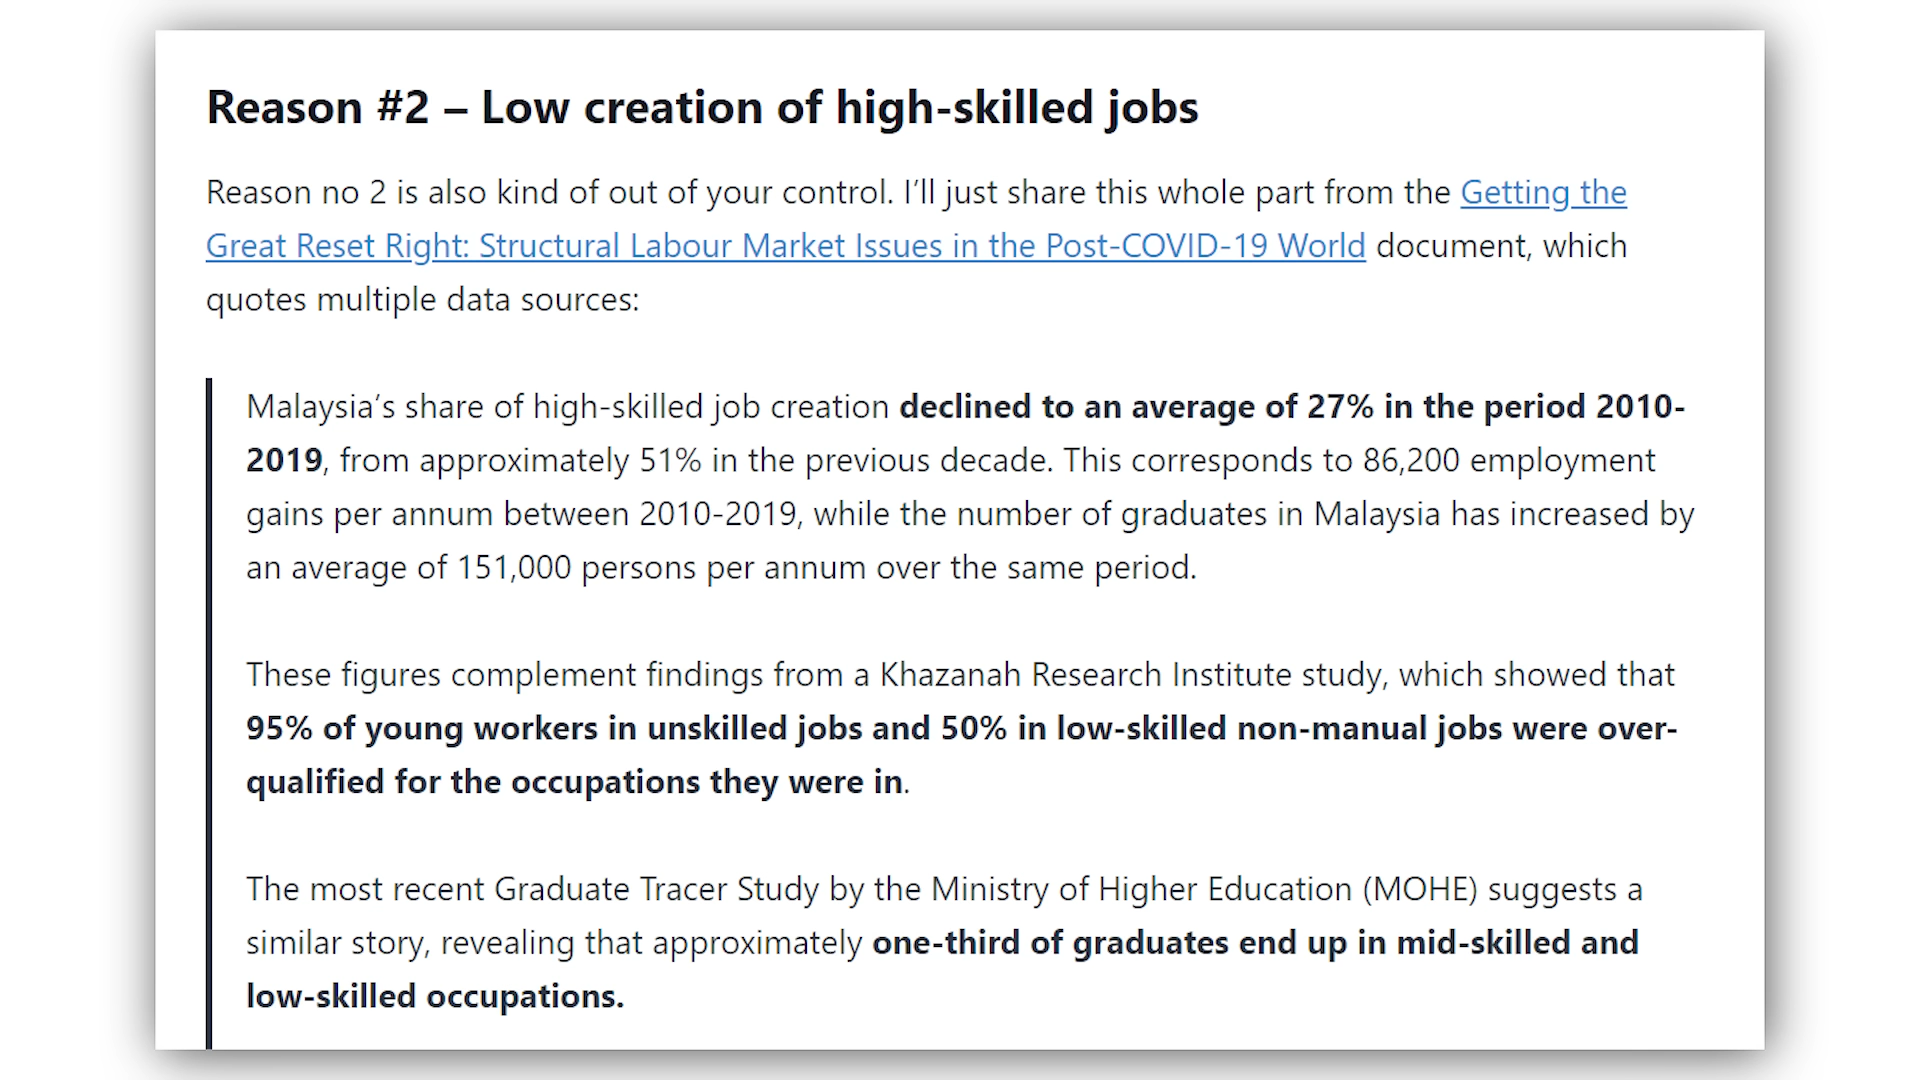 Reason #2 – Low creation of high-skilled jobs
Reason no 2 is also kind of out of your control. I’ll just share this whole part from the Getting the
Great Reset Right: Structural Labour Market Issues in the Post-COVID-19 World document, which
quotes multiple data sources:
Malaysia’s share of high-skilled job creation declined to an average of 27% in the period 2010-
2019, from approximately 51% in the previous decade. This corresponds to 86,200 employment
gains per annum between 2010-2019, while the number of graduates in Malaysia has increased by
an average of 151,000 persons per annum over the same period.
These figures complement findings from a Khazanah Research Institute study, which showed that
95% of young workers in unskilled jobs and 50% in low-skilled non-manual jobs were over-
qualified for the occupations they were in.
The most recent Graduate Tracer Study by the Ministry of Higher Education (MOHE) suggests a
similar story, revealing that approximately one-third of graduates end up in mid-skilled and
low-skilled occupations.